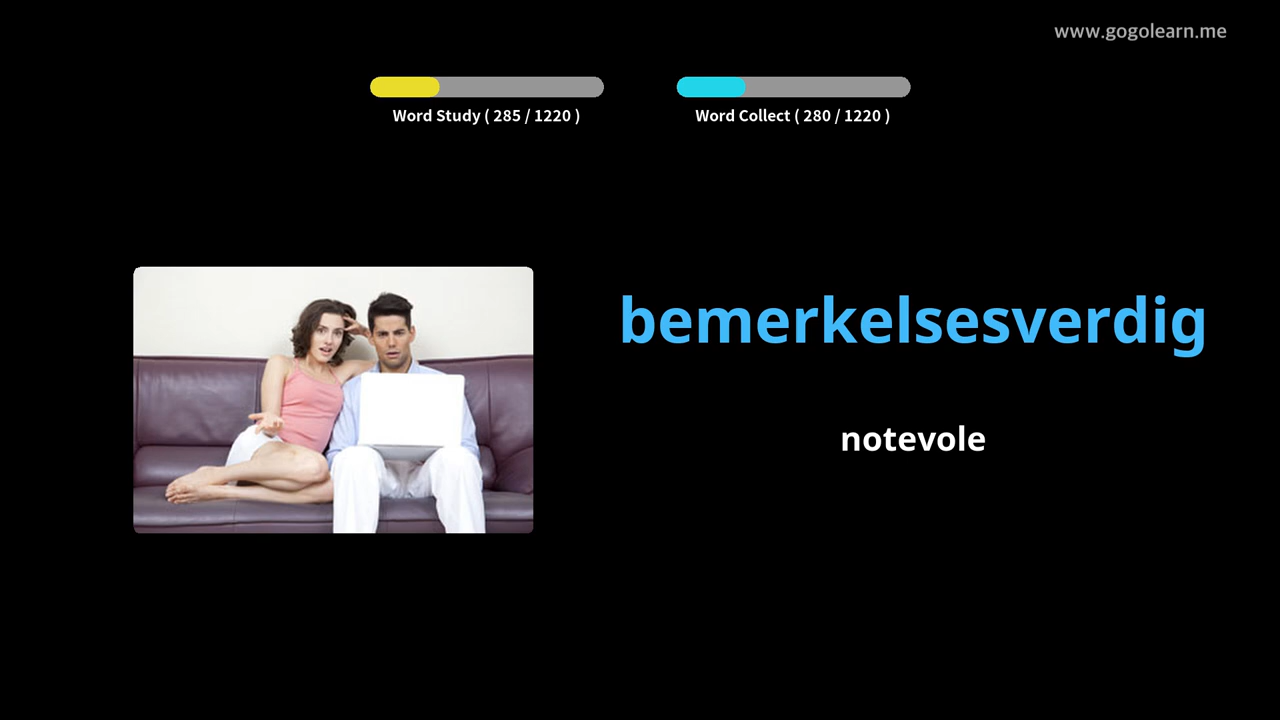 www.gogolearn.me
Word Study ( 285 / 1220 )
Word Collect ( 280 / 1220 )
bemerkelsesverdig
notevole